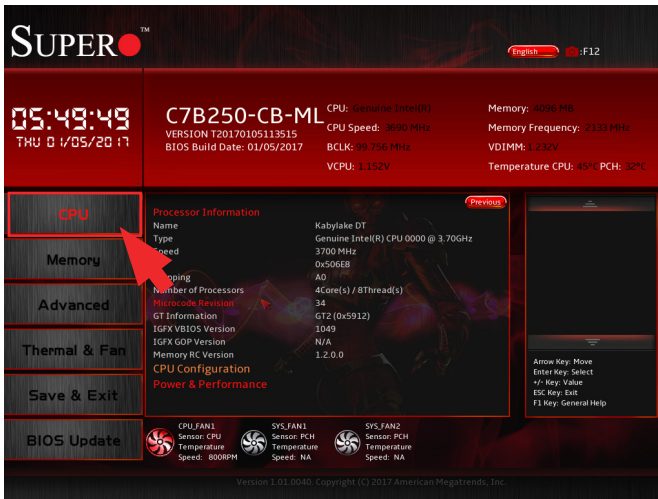 SUPER TM
English :F12
05:49:49
THU 01/05/2017
C7B250-CB-ML
VERSION T20170105113515
BIOS Build Date: 01/05/2017
CPU: Genuine Intel(R)
CPU Speed: 3690 MHz
BCLK: 99.756 MHz
VCPU: 1.152V
Memory: 4096 MB
Memory Frequency: 2133 MHz
VDIMM: 1.232V
Temperature CPU: 45°C PCH: 32°C
CPU
Memory
Advanced
Thermal & Fan
Save & Exit
BIOS Update
Previous
Processor Information
Name Kabylake DT
Type Genuine Intel(R) CPU 0000 @ 3.70GHz
Speed 3700 MHz
0x506E8
A0
Number of Processors 4Core(s) / 8Thread(s)
Microcode Revision 34
GT Information GT2 (0x5912)
IGFX VBIOS Version 1049
IGFX GOP Version N/A
Memory RC Version 1.2.0.0
CPU Configuration
Power & Performance
Arrow Key: Move
Enter Key: Select
+/- Key: Value
ESC Key: Exit
F1 Key: General Help
CPU_FAN1
Sensor: CPU
Temperature
Speed: 800RPM
SYS_FAN1
Sensor: PCH
Temperature
Speed: NA
SYS_FAN2
Sensor: PCH
Temperature
Speed: NA
Version 1.01.0040. Copyright (C) 2017 American Megatrends, Inc.